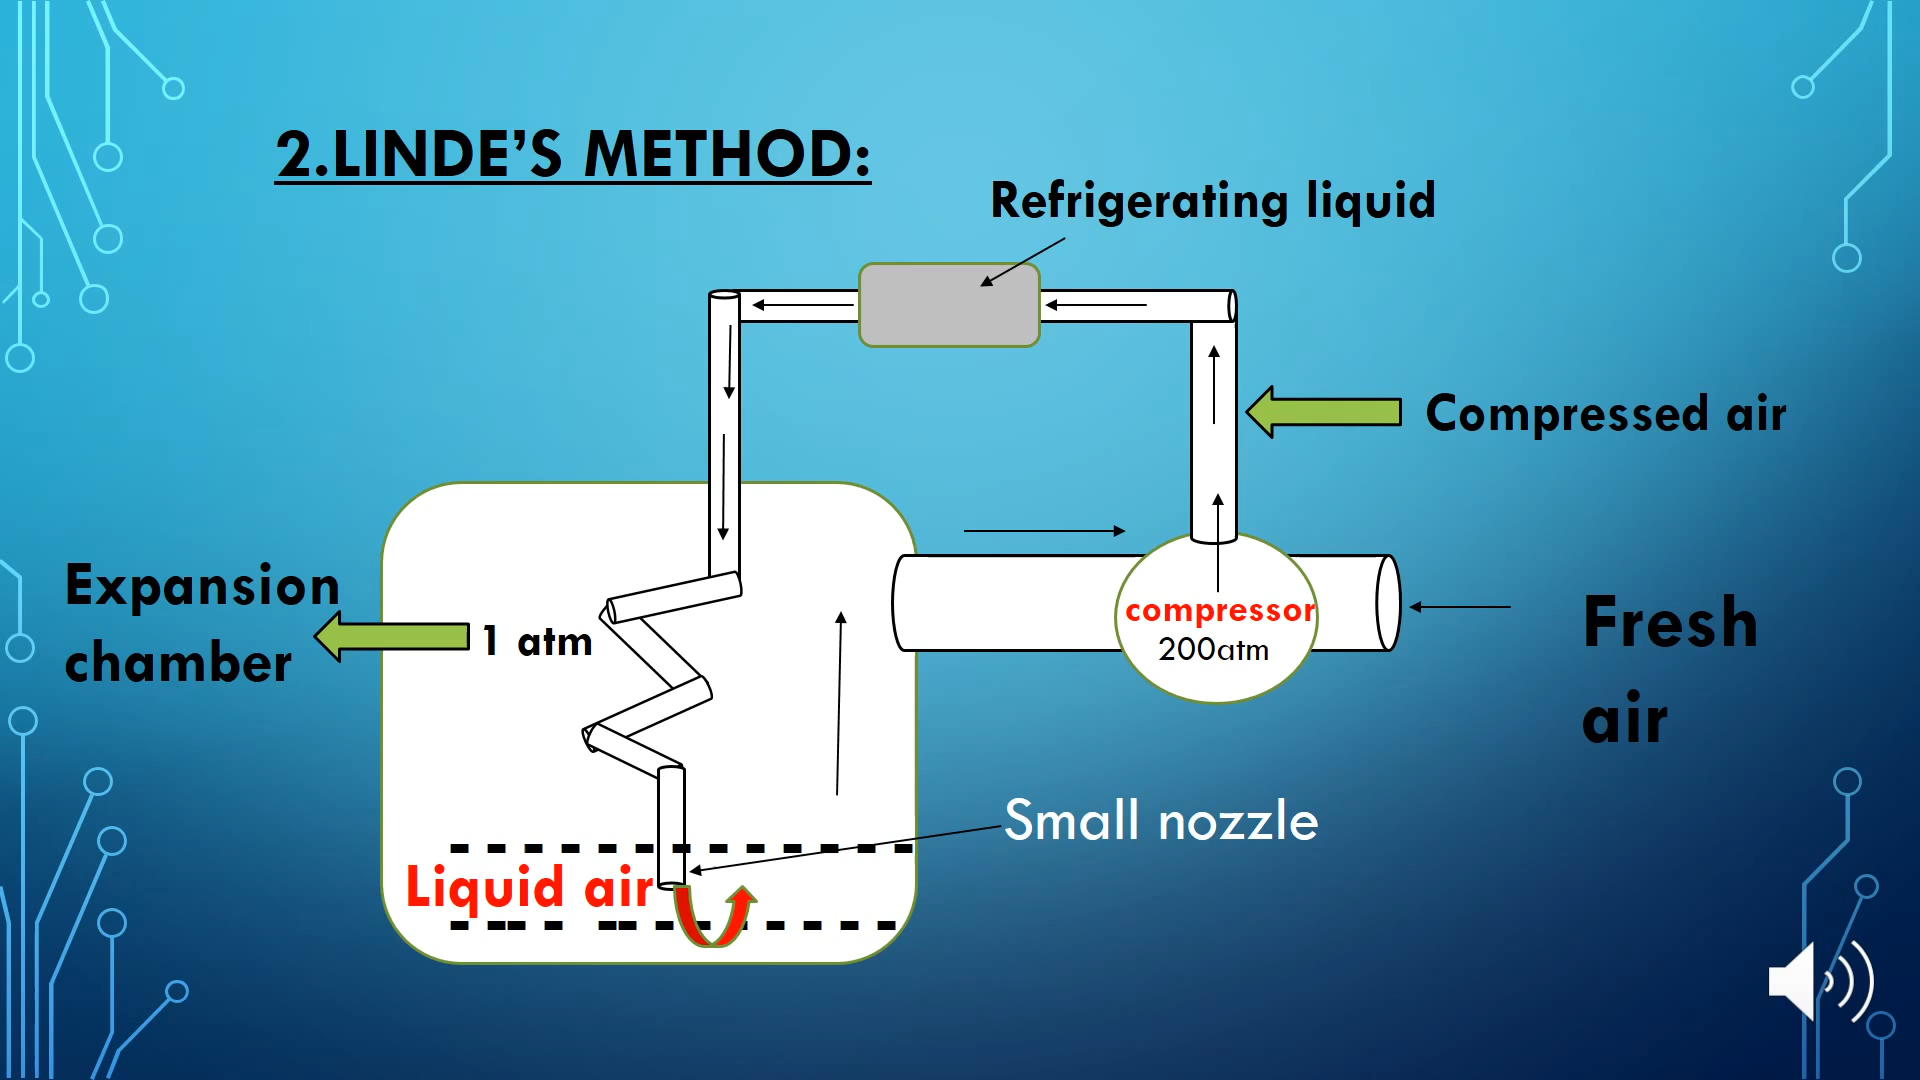 2.LINDE’S METHOD:
Refrigerating liquid
Compressed air
Expansion
chamber
1 atm
compressor
200atm
Fresh
air
Small nozzle
Liquid air